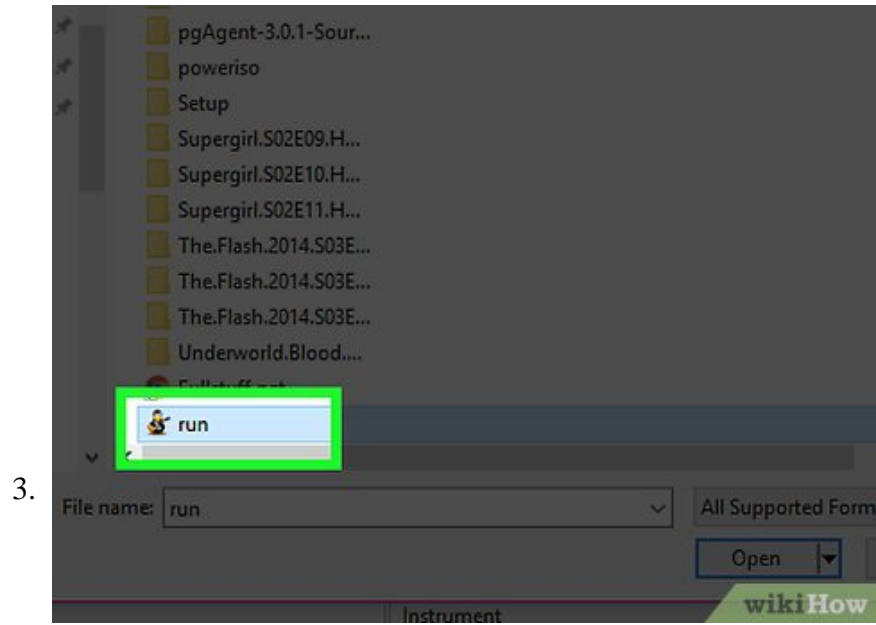 pgAgent-3.0.1-Sour...
poweriso
Setup
Supergirl.S02E09.H...
Supergirl.S02E10.H...
Supergirl.S02E11.H...
The.Flash.2014.S03E...
The.Flash.2014.S03E...
The.Flash.2014.S03E...
Underworld.Blood....
run
3.
File name: run All Supported Form
Open
Instrument
wikiHow